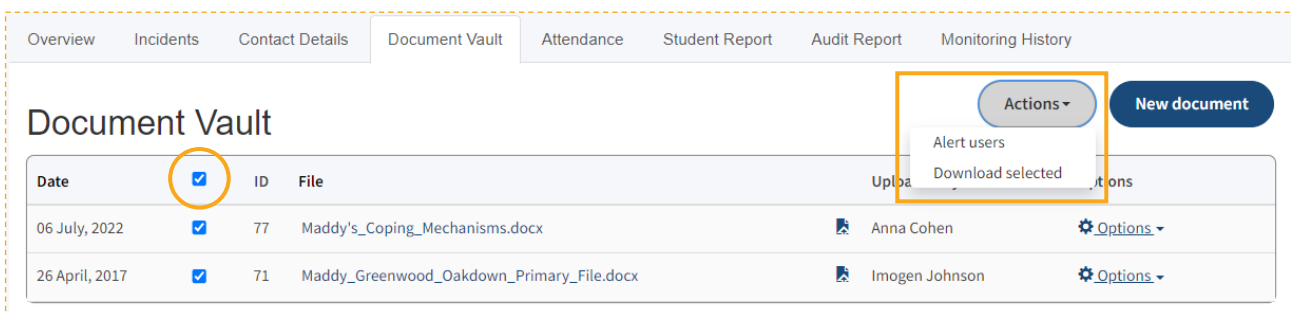 Overview Incidents Contact Details Document Vault Attendance Student Report Audit Report Monitoring History
Document Vault
Actions
New document
Alert users
Download selected
Date ID File
06 July, 2022 77 Maddy's_Coping_Mechanisms.docx Anna Cohen Options
26 April, 2017 71 Maddy_Greenwood_Oakdown_Primary_File.docx Imogen Johnson Options